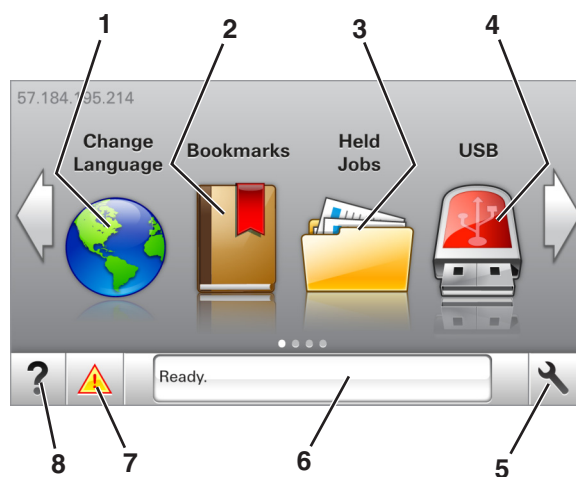 1 2 3 4
57.184.195.214
Change
Language
Bookmarks
Held
Jobs
USB
?
Ready.
8 7 6 5